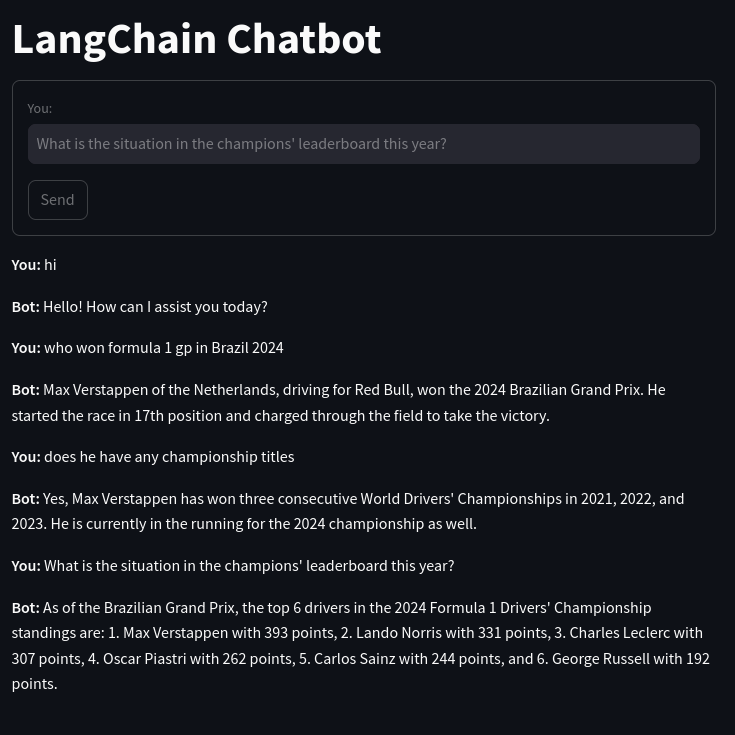 LangChain Chatbot
You:
What is the situation in the champions' leaderboard this year?
Send
You: hi
Bot: Hello! How can I assist you today?
You: who won formula 1 gp in Brazil 2024
Bot: Max Verstappen of the Netherlands, driving for Red Bull, won the 2024 Brazilian Grand Prix. He
started the race in 17th position and charged through the field to take the victory.
You: does he have any championship titles
Bot: Yes, Max Verstappen has won three consecutive World Drivers' Championships in 2021, 2022, and
2023. He is currently in the running for the 2024 championship as well.
You: What is the situation in the champions' leaderboard this year?
Bot: As of the Brazilian Grand Prix, the top 6 drivers in the 2024 Formula 1 Drivers' Championship
standings are: 1. Max Verstappen with 393 points, 2. Lando Norris with 331 points, 3. Charles Leclerc with
307 points, 4. Oscar Piastri with 262 points, 5. Carlos Sainz with 244 points, and 6. George Russell with 192
points.